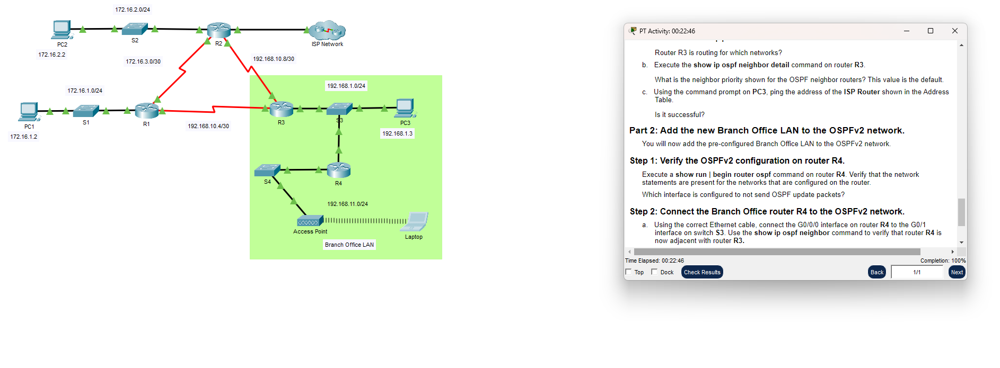 172.16.2.0/24
S2
PC2
172.16.2.2
R2
ISP Network
172.16.3.0/30
192.168.10.8/30
172.16.1.0/24
S1
PC1
172.16.1.2
R1
192.168.10.4/30
192.168.1.0/24
R3
S3
PC3
192.168.1.3
S4
R4
192.168.11.0/24
Access Point
Laptop
Branch Office LAN
PT Activity: 00:22:46
Router R3 is routing for which networks?
b. Execute the show ip ospf neighbor detail command on router R3.
What is the neighbor priority shown for the OSPF neighbor routers? This value is the default.
c. Using the command prompt on PC3, ping the address of the ISP Router shown in the Address
Table.
Is it successful?
Part 2: Add the new Branch Office LAN to the OSPFv2 network.
You will now add the pre-configured Branch Office LAN to the OSPFv2 network.
Step 1: Verify the OSPFv2 configuration on router R4.
Execute a show run | begin router ospf command on router R4. Verify that the network
statements are present for the networks that are configured on the router.
Which interface is configured to not send OSPF update packets?
Step 2: Connect the Branch Office router R4 to the OSPFv2 network.
a. Using the correct Ethernet cable, connect the G0/0/0 interface on router R4 to the G0/1
interface on switch S3. Use the show ip ospf neighbor command to verify that router R4 is
now adjacent with router R3.
Time Elapsed: 00:22:46
Completion: 100%
Top
Dock
Check Results
Back
1/1
Next